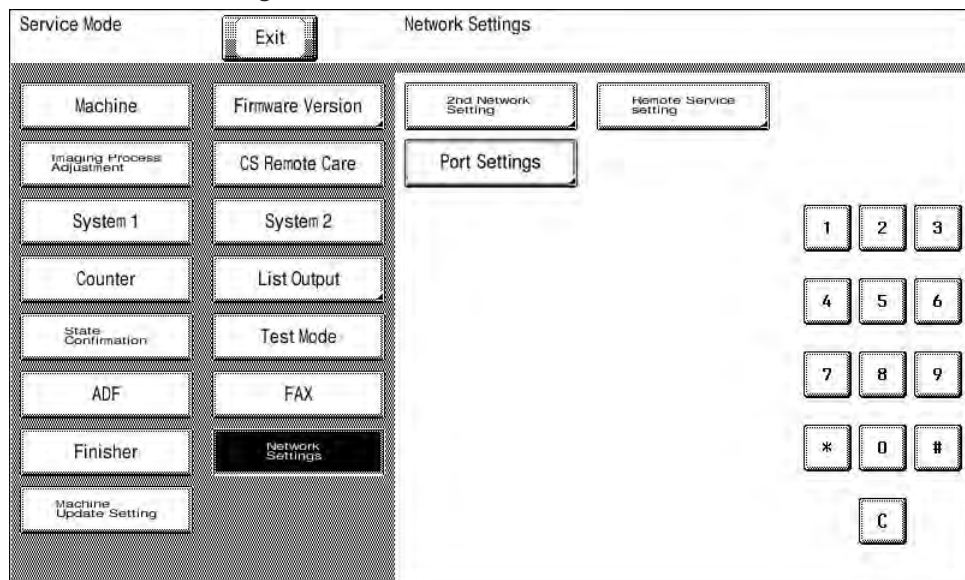 Service Mode
Exit
Network Settings
Machine
Firmware Version
2nd Network
Setting
Remote Service
setting
Imaging Process
Adjustment
CS Remote Care
Port Settings
System 1
System 2
1 2 3
Counter
List Output
4 5 6
State
Confirmation
Test Mode
7 8 9
ADF
FAX
Finisher
Network
Settings
* 0 #
Machine
Update Setting
C